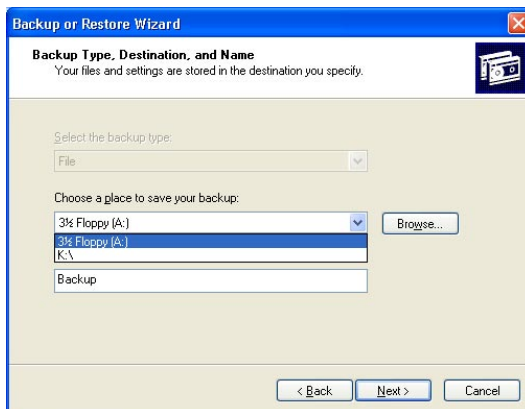 Backup or Restore Wizard
Backup Type, Destination, and Name
Your files and settings are stored in the destination you specify.
Select the backup type:
File
Choose a place to save your backup:
3½ Floppy (A:)
Browse...
3½ Floppy (A:)
K:\
Backup
< Back
Next >
Cancel